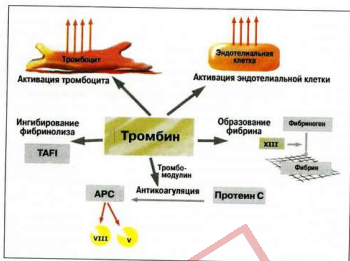 Тромбоцит
Эндотелиальная
клетка
Активация тромбоцита
Активация эндотелиальной клетки
Ингибирование
фибринолиза
TAFI
Тромбин
Образование
фибрина
XIII
Фибриноген
Фибрин
Тромбо-
модулин
Антикоагуляция
APC
Протеин С
VIII
V